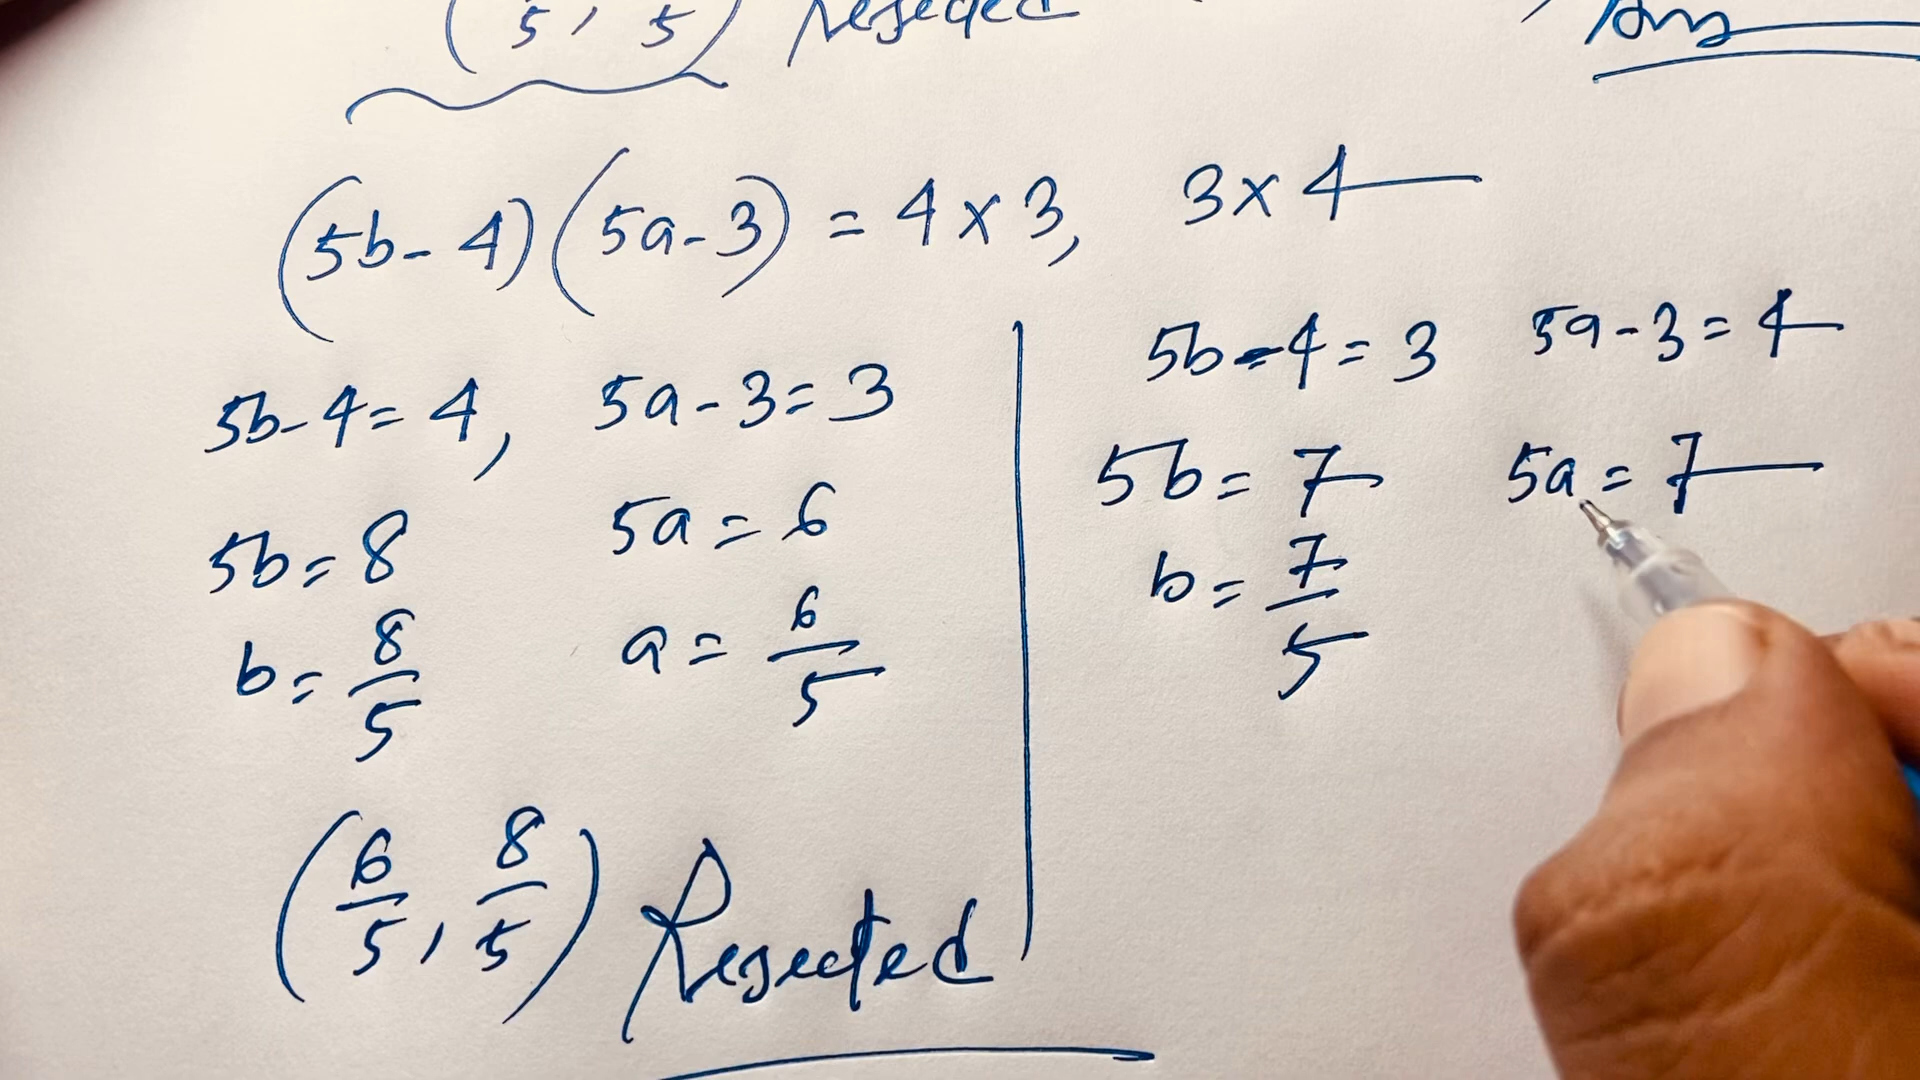 (5, 5) Rejected
Ans
(5b-4)(5a-3) = 4×3, 3×4
5b-4=4, 5a-3=3
5b=8 5a=6
b=8/5 a=6/5
(6/5, 8/5) Rejected
5b-4=3 5a-3=4
5b=7 5a=7
b=7/5